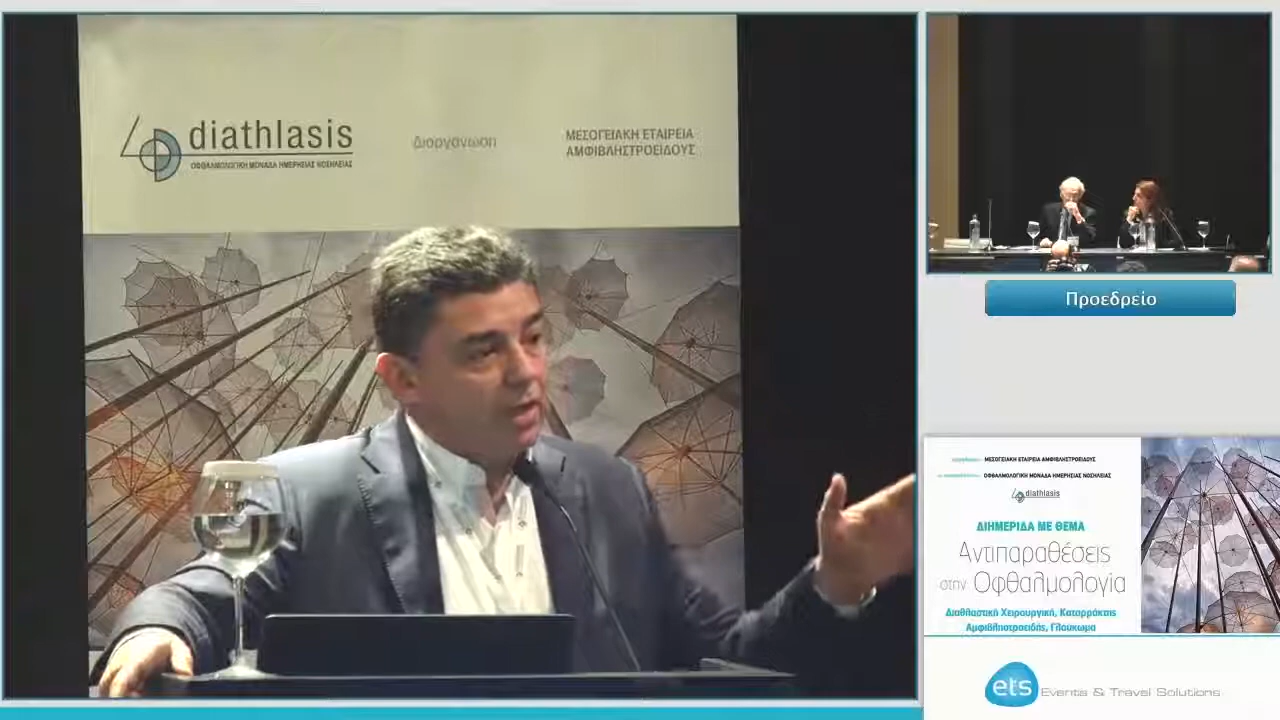 diathlasis
ΟΦΘΑΛΜΟΛΟΓΙΚΗ ΜΟΝΑΔΑ ΗΜΕΡΗΣΙΑΣ ΝΟΣΗΛΕΙΑΣ
διοργάνωση
ΜΕΣΟΓΕΙΑΚΗ ΕΤΑΙΡΕΙΑ
ΑΜΦΙΒΛΗΣΤΡΟΕΙΔΟΥΣ
Προεδρείο
ΜΕΣΟΓΕΙΑΚΗ ΕΤΑΙΡΕΙΑ ΑΜΦΙΒΛΗΣΤΡΟΕΙΔΟΥΣ
ΟΦΘΑΛΜΟΛΟΓΙΚΗ ΜΟΝΑΔΑ ΗΜΕΡΗΣΙΑΣ ΝΟΣΗΛΕΙΑΣ
diathlasis
ΔΙΗΜΕΡΙΔΑ ΜΕ ΘΕΜΑ
Αντιπαραθέσεις
στην Οφθαλμολογία
Διαθλαστική Χειρουργική, Καταρράκτης
Αμφιβληστροειδής, Γλαύκωμα
ets Events & Travel Solutions